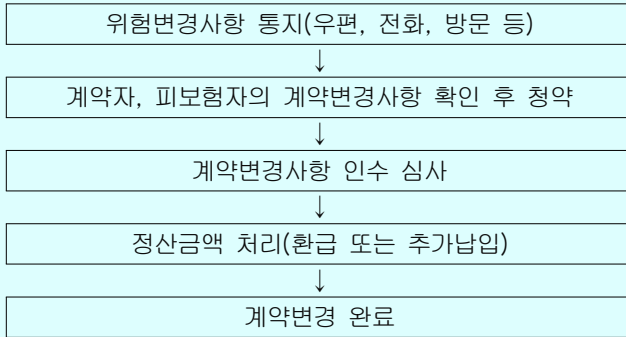 위험변경사항 통지(우편, 전화, 방문 등)
↓
계약자, 피보험자의 계약변경사항 확인 후 청약
↓
계약변경사항 인수 심사
↓
정산금액 처리(환급 또는 추가납입)
↓
계약변경 완료